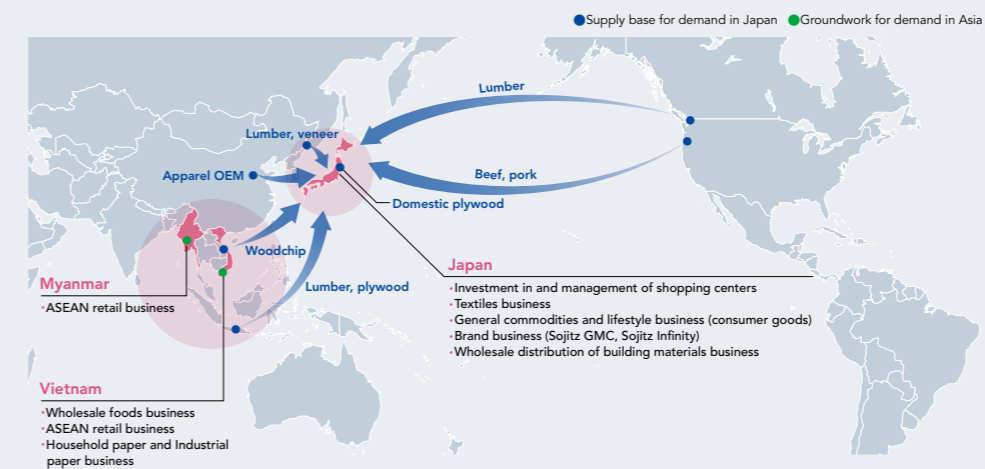 Supply base for demand in Japan
Groundwork for demand in Asia
Lumber
Lumber, veneer
Apparel OEM
Beef, pork
Domestic plywood
Woodchip
Lumber, plywood
Myanmar
・ASEAN retail business
Japan
・Investment in and management of shopping centers
・Textiles business
・General commodities and lifestyle business (consumer goods)
・Brand business (Sojitz GMC, Sojitz Infinity)
・Wholesale distribution of building materials business
Vietnam
・Wholesale foods business
・ASEAN retail business
・Household paper and Industrial
paper business